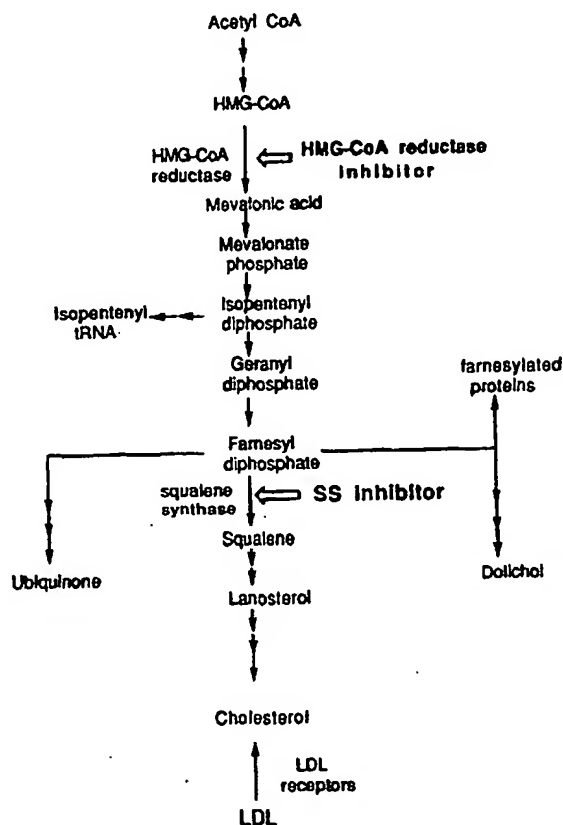 Acetyl CoA
HMG-CoA
HMG-CoA
reductase
HMG-CoA reductase
inhibitor
Mevalonic acid
Mevalonate
phosphate
Isopentenyl
tRNA
Isopentenyl
diphosphate
Geranyl
diphosphate
farnesylated
proteins
Farnesyl
diphosphate
squalene
synthase
SS inhibitor
Squalene
Ubiquinone
Dolichol
Lanosterol
Cholesterol
LDL
receptors
LDL